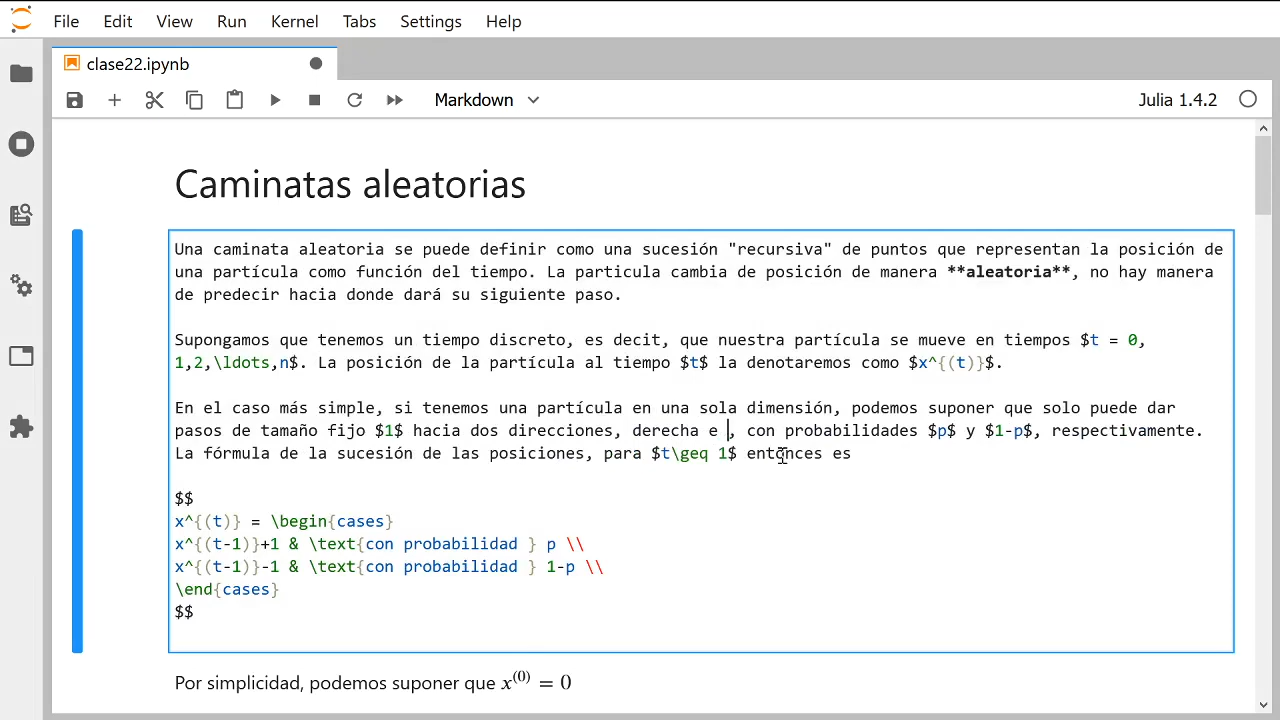 File Edit View Run Kernel Tabs Settings Help
clase22.ipynb
Markdown
Julia 1.4.2
Caminatas aleatorias
Una caminata aleatoria se puede definir como una sucesión "recursiva" de puntos que representan la posición de
una partícula como función del tiempo. La particula cambia de posición de manera **aleatoria**, no hay manera
de predecir hacia donde dará su siguiente paso.
Supongamos que tenemos un tiempo discreto, es decit, que nuestra partícula se mueve en tiempos $t = 0,
1,2,\ldots,n$. La posición de la partícula al tiempo $t$ la denotaremos como $x^{(t)}$.
En el caso más simple, si tenemos una partícula en una sola dimensión, podemos suponer que solo puede dar
pasos de tamaño fijo $1$ hacia dos direcciones, derecha e , con probabilidades $p$ y $1-p$, respectivamente.
La fórmula de la sucesión de las posiciones, para $t\geq 1$ entonces es
$$
x^{(t)} = \begin{cases}
x^{(t-1)}+1 & \text{con probabilidad } p \\
x^{(t-1)}-1 & \text{con probabilidad } 1-p \\
\end{cases}
$$
Por simplicidad, podemos suponer que x⁽⁰⁾ = 0